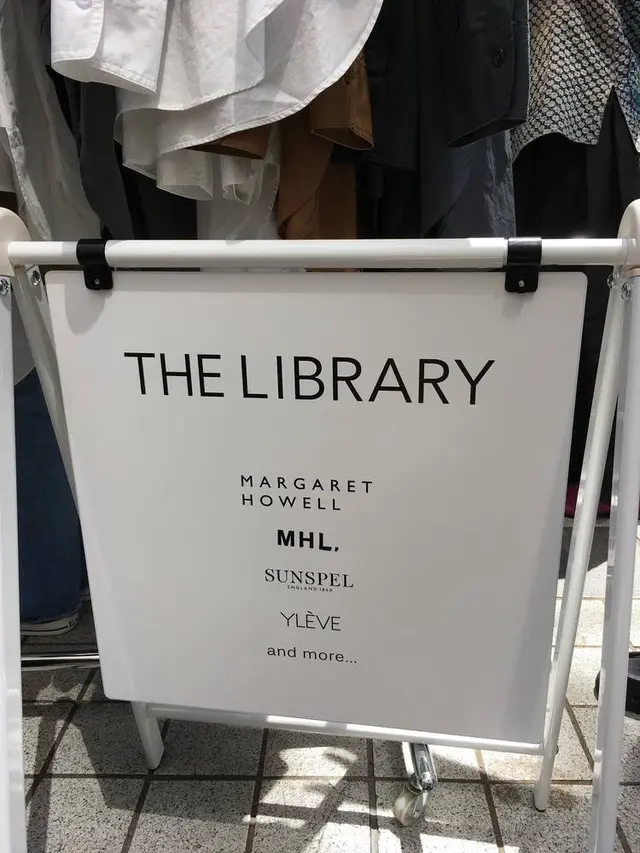 THE LIBRARY
MARGARET
HOWELL
MHL.
SUNSPEL
ENGLAND 1860
YLÈVE
and more...